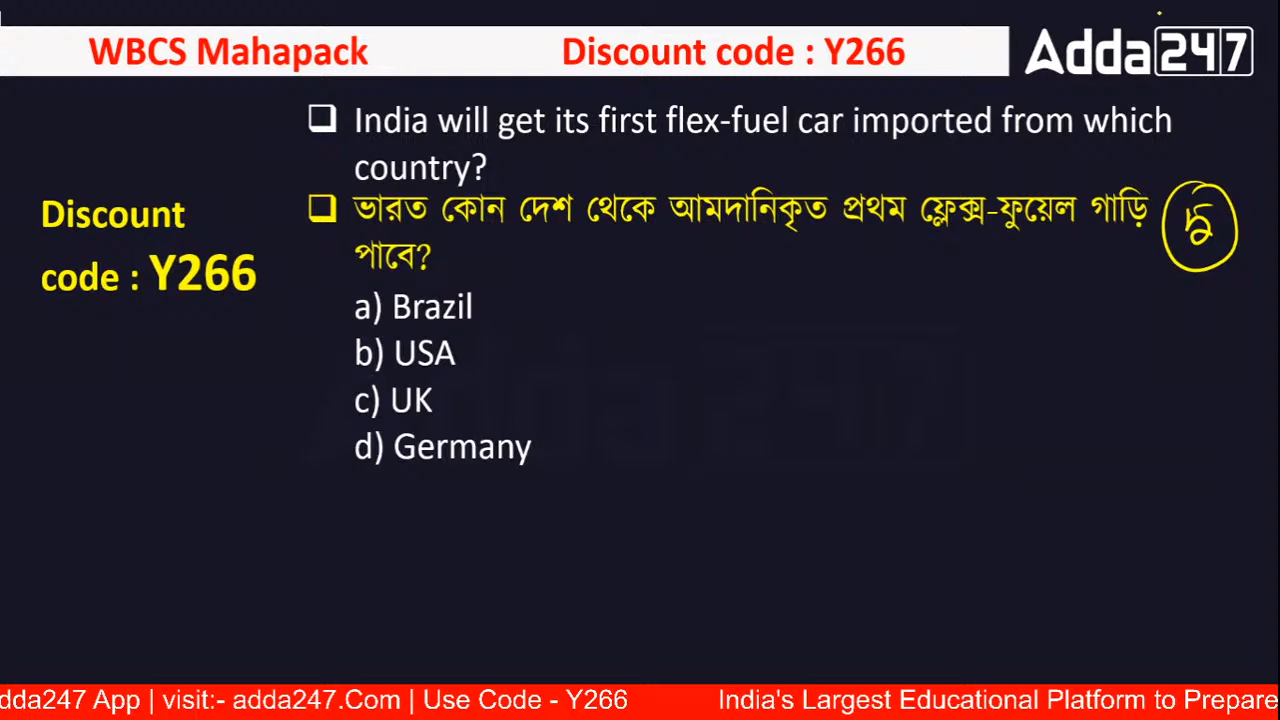 WBCS Mahapack Discount code : Y266 Adda247
India will get its first flex-fuel car imported from which
country?
Discount
code : Y266
ভারত কোন দেশ থেকে আমদানিকৃত প্রথম ফ্লেক্স-ফুয়েল গাড়ি
পাবে?
a) Brazil
b) USA
c) UK
d) Germany
dda247 App | visit:- adda247.Com | Use Code - Y266 India's Largest Educational Platform to Prepare